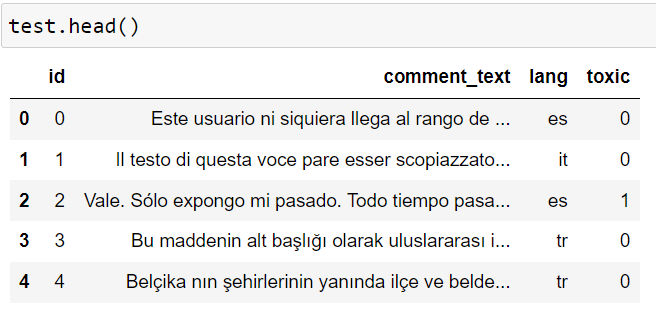 test.head()
id comment_text lang toxic
0 0 Este usuario ni siquiera llega al rango de ... es 0
1 1 Il testo di questa voce pare esser scopiazzato... it 0
2 2 Vale. Sólo expongo mi pasado. Todo tiempo pasa... es 1
3 3 Bu maddenin alt başlığı olarak uluslararası i... tr 0
4 4 Belçika nın şehirlerinin yanında ilçe ve belde... tr 0